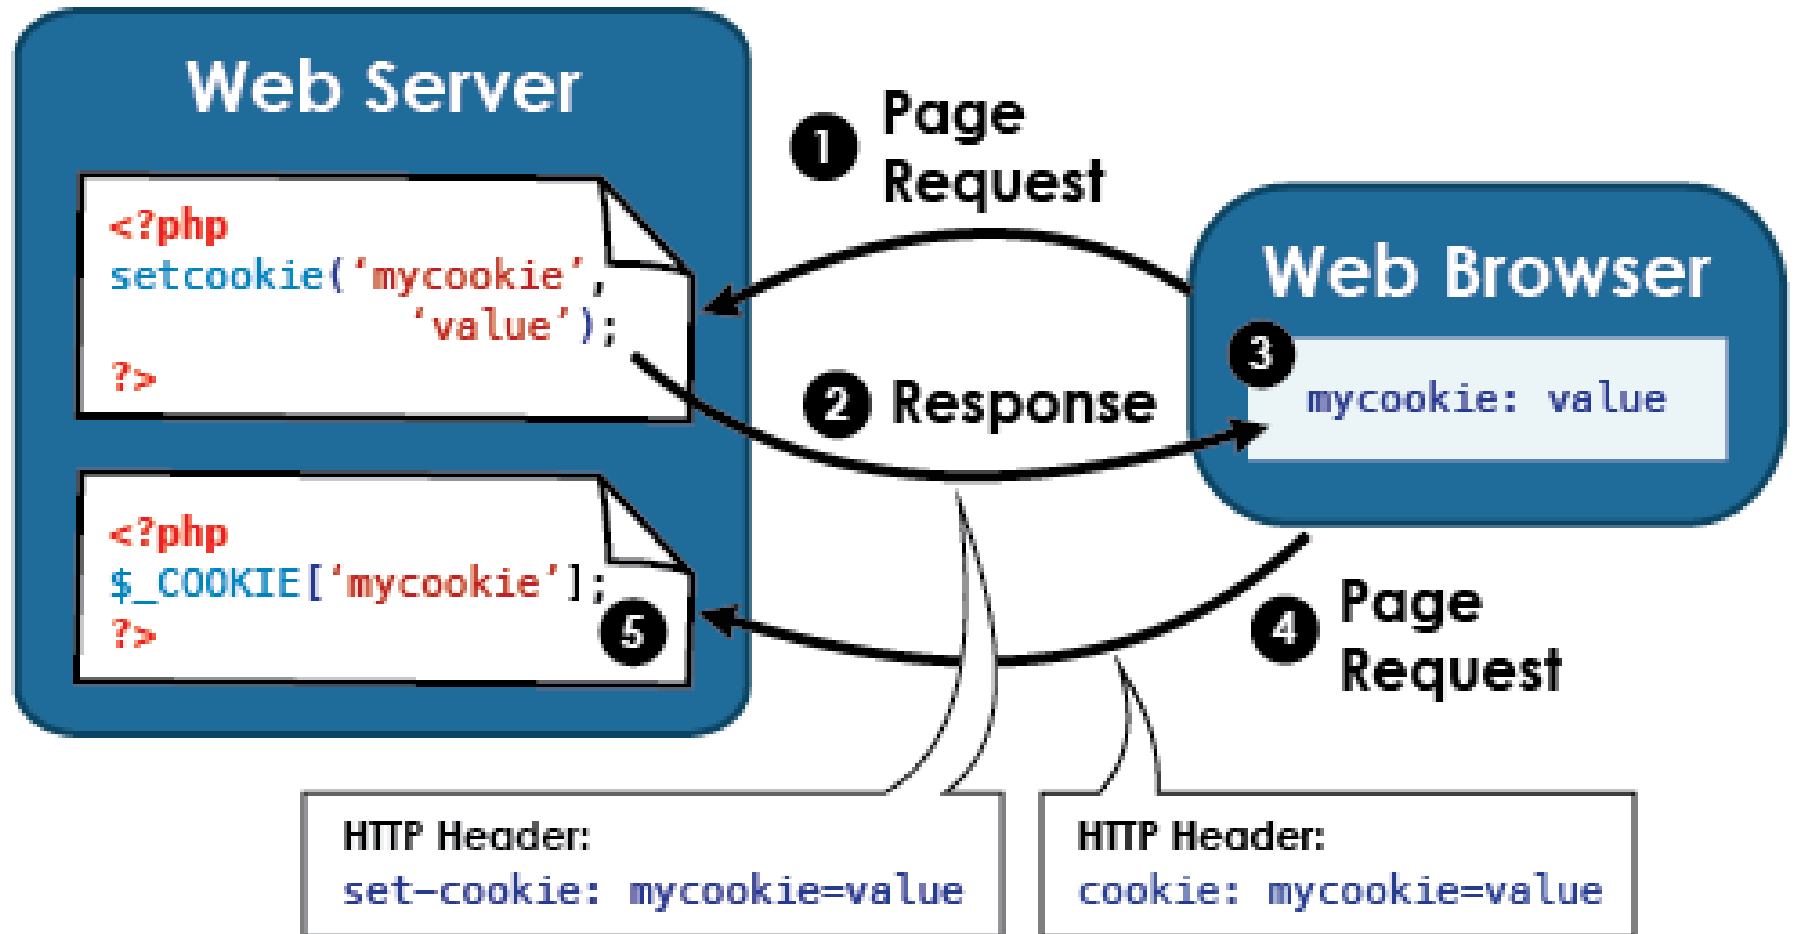 Web Server
<?php
setcookie(‘mycookie’,
‘value’);
?>
<?php
$_COOKIE[‘mycookie’];
?>
5
1 Page
Request
2 Response
Web Browser
3
mycookie: value
4 Page
Request
HTTP Header:
set-cookie: mycookie=value
HTTP Header:
cookie: mycookie=value